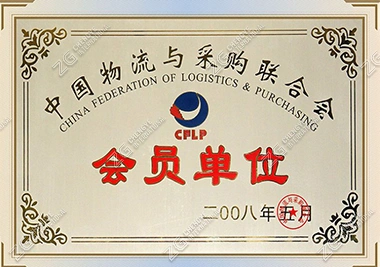 中国物流与采购联合会
CHINA FEDERATION OF LOGISTICS & PURCHASING
CFLP
会员单位
二00八年五月